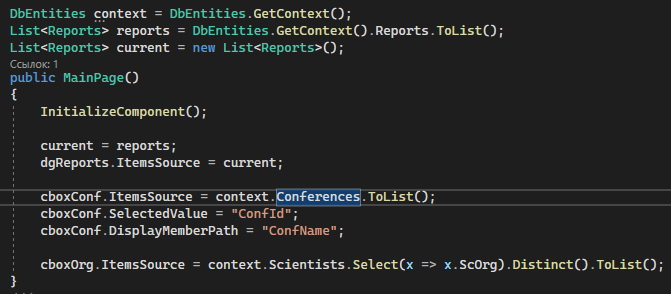 DbEntities context = DbEntities.GetContext();
List<Reports> reports = DbEntities.GetContext().Reports.ToList();
List<Reports> current = new List<Reports>();
Ссылок: 1
public MainPage()
{
InitializeComponent();
current = reports;
dgReports.ItemsSource = current;
cboxConf.ItemsSource = context.Conferences.ToList();
cboxConf.SelectedValue = "ConfId";
cboxConf.DisplayMemberPath = "ConfName";
cboxOrg.ItemsSource = context.Scientists.Select(x => x.ScOrg).Distinct().ToList();
}